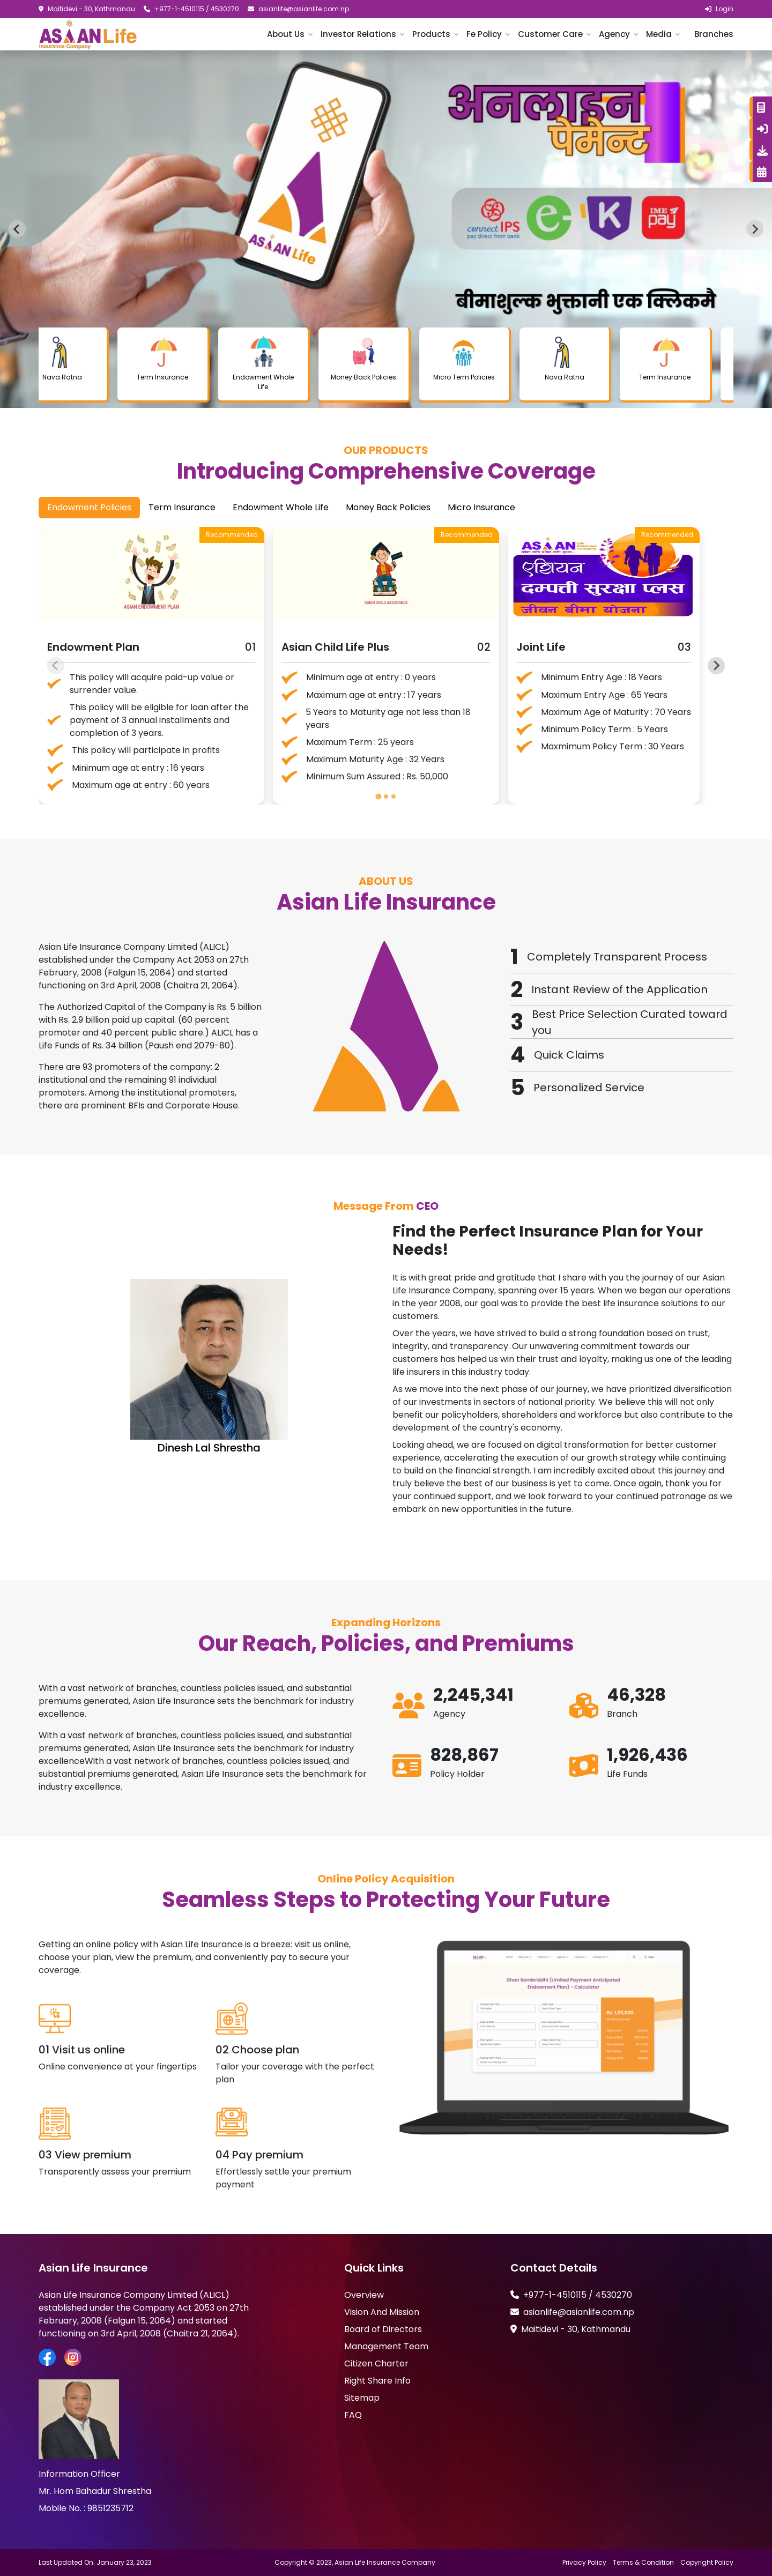 Maitidevi - 30, Kathmandu +977-1-4510115 / 4530270 asianlife@asianlife.com.np Login
ASIAN Life
Insurance Company
About Us Investor Relations Products Fe Policy Customer Care Agency Media Branches
अनलाइन
पेमेन्ट
connect IPS
pay direct from bank
IME
pay
ASIAN Life
बीमाशुल्क भुक्तानी एक क्लिकमै
Nava Ratna
Term Insurance
Endowment Whole
Life
Money Back Policies
Micro Term Policies
Nava Ratna
Term Insurance
OUR PRODUCTS
Introducing Comprehensive Coverage
Endowment Policies Term Insurance Endowment Whole Life Money Back Policies Micro Insurance
Recommended
ASIAN ENDOWMENT PLAN
Endowment Plan 01
This policy will acquire paid-up value or
surrender value.
This policy will be eligible for loan after the
payment of 3 annual installments and
completion of 3 years.
This policy will participate in profits
Minimum age at entry : 16 years
Maximum age at entry : 60 years
Recommended
ASIAN CHILD ASSURANCE
Asian Child Life Plus 02
Minimum age at entry : 0 years
Maximum age at entry : 17 years
5 Years to Maturity age not less than 18
years
Maximum Term : 25 years
Maximum Maturity Age : 32 Years
Minimum Sum Assured : Rs. 50,000
Recommended
ASIAN Life
एशियन
दम्पती सुरक्षा प्लस
जीवन बीमा योजना
Joint Life 03
Minimum Entry Age : 18 Years
Maximum Entry Age : 65 Years
Maximum Age of Maturity : 70 Years
Minimum Policy Term : 5 Years
Maxmimum Policy Term : 30 Years
ABOUT US
Asian Life Insurance
Asian Life Insurance Company Limited (ALICL)
established under the Company Act 2053 on 27th
February, 2008 (Falgun 15, 2064) and started
functioning on 3rd April, 2008 (Chaitra 21, 2064).
The Authorized Capital of the Company is Rs. 5 billion
with Rs. 2.9 billion paid up capital. (60 percent
promoter and 40 percent public share.) ALICL has a
Life Funds of Rs. 34 billion (Paush end 2079-80).
There are 93 promoters of the company: 2
institutional and the remaining 91 individual
promoters. Among the institutional promoters,
there are prominent BFIs and Corporate House.
1 Completely Transparent Process
2 Instant Review of the Application
3 Best Price Selection Curated toward
you
4 Quick Claims
5 Personalized Service
Message From CEO
Dinesh Lal Shrestha
Find the Perfect Insurance Plan for Your
Needs!
It is with great pride and gratitude that I share with you the journey of our Asian
Life Insurance Company, spanning over 15 years. When we began our operations
in the year 2008, our goal was to provide the best life insurance solutions to our
customers.
Over the years, we have strived to build a strong foundation based on trust,
integrity, and transparency. Our unwavering commitment towards our
customers has helped us win their trust and loyalty, making us one of the leading
life insurers in this industry today.
As we move into the next phase of our journey, we have prioritized diversification
of our investments in sectors of national priority. We believe this will not only
benefit our policyholders, shareholders and workforce but also contribute to the
development of the country's economy.
Looking ahead, we are focused on digital transformation for better customer
experience, accelerating the execution of our growth strategy while continuing
to build on the financial strength. I am incredibly excited about this journey and
truly believe the best of our business is yet to come. Once again, thank you for
your continued support, and we look forward to your continued patronage as we
embark on new opportunities in the future.
Expanding Horizons
Our Reach, Policies, and Premiums
With a vast network of branches, countless policies issued, and substantial
premiums generated, Asian Life Insurance sets the benchmark for industry
excellence.
With a vast network of branches, countless policies issued, and substantial
premiums generated, Asian Life Insurance sets the benchmark for industry
excellenceWith a vast network of branches, countless policies issued, and
substantial premiums generated, Asian Life Insurance sets the benchmark for
industry excellence.
2,245,341
Agency
46,328
Branch
828,867
Policy Holder
1,926,436
Life Funds
Online Policy Acquisition
Seamless Steps to Protecting Your Future
Getting an online policy with Asian Life Insurance is a breeze: visit us online,
choose your plan, view the premium, and conveniently pay to secure your
coverage.
01 Visit us online
Online convenience at your fingertips
02 Choose plan
Tailor your coverage with the perfect
plan
03 View premium
Transparently assess your premium
04 Pay premium
Effortlessly settle your premium
payment
Dhan Sambriddhi (Limited Payment Anticipated
Endowment Plan) - Calculator
Rs. 1,00,000
Asian Life Insurance
Asian Life Insurance Company Limited (ALICL)
established under the Company Act 2053 on 27th
February, 2008 (Falgun 15, 2064) and started
functioning on 3rd April, 2008 (Chaitra 21, 2064).
Information Officer
Mr. Hom Bahadur Shrestha
Mobile No. : 9851235712
Quick Links
Overview
Vision And Mission
Board of Directors
Management Team
Citizen Charter
Right Share Info
Sitemap
FAQ
Contact Details
+977-1-4510115 / 4530270
asianlife@asianlife.com.np
Maitidevi - 30, Kathmandu
Last Updated On: January 23, 2023 Copyright © 2023, Asian Life Insurance Company Privacy Policy Terms & Condition Copyright Policy